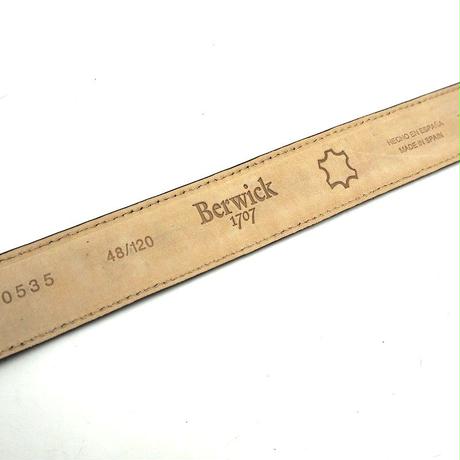 0535
48/120
Berwick
1707
HECHO EN ESPAÑA
MADE IN SPAIN